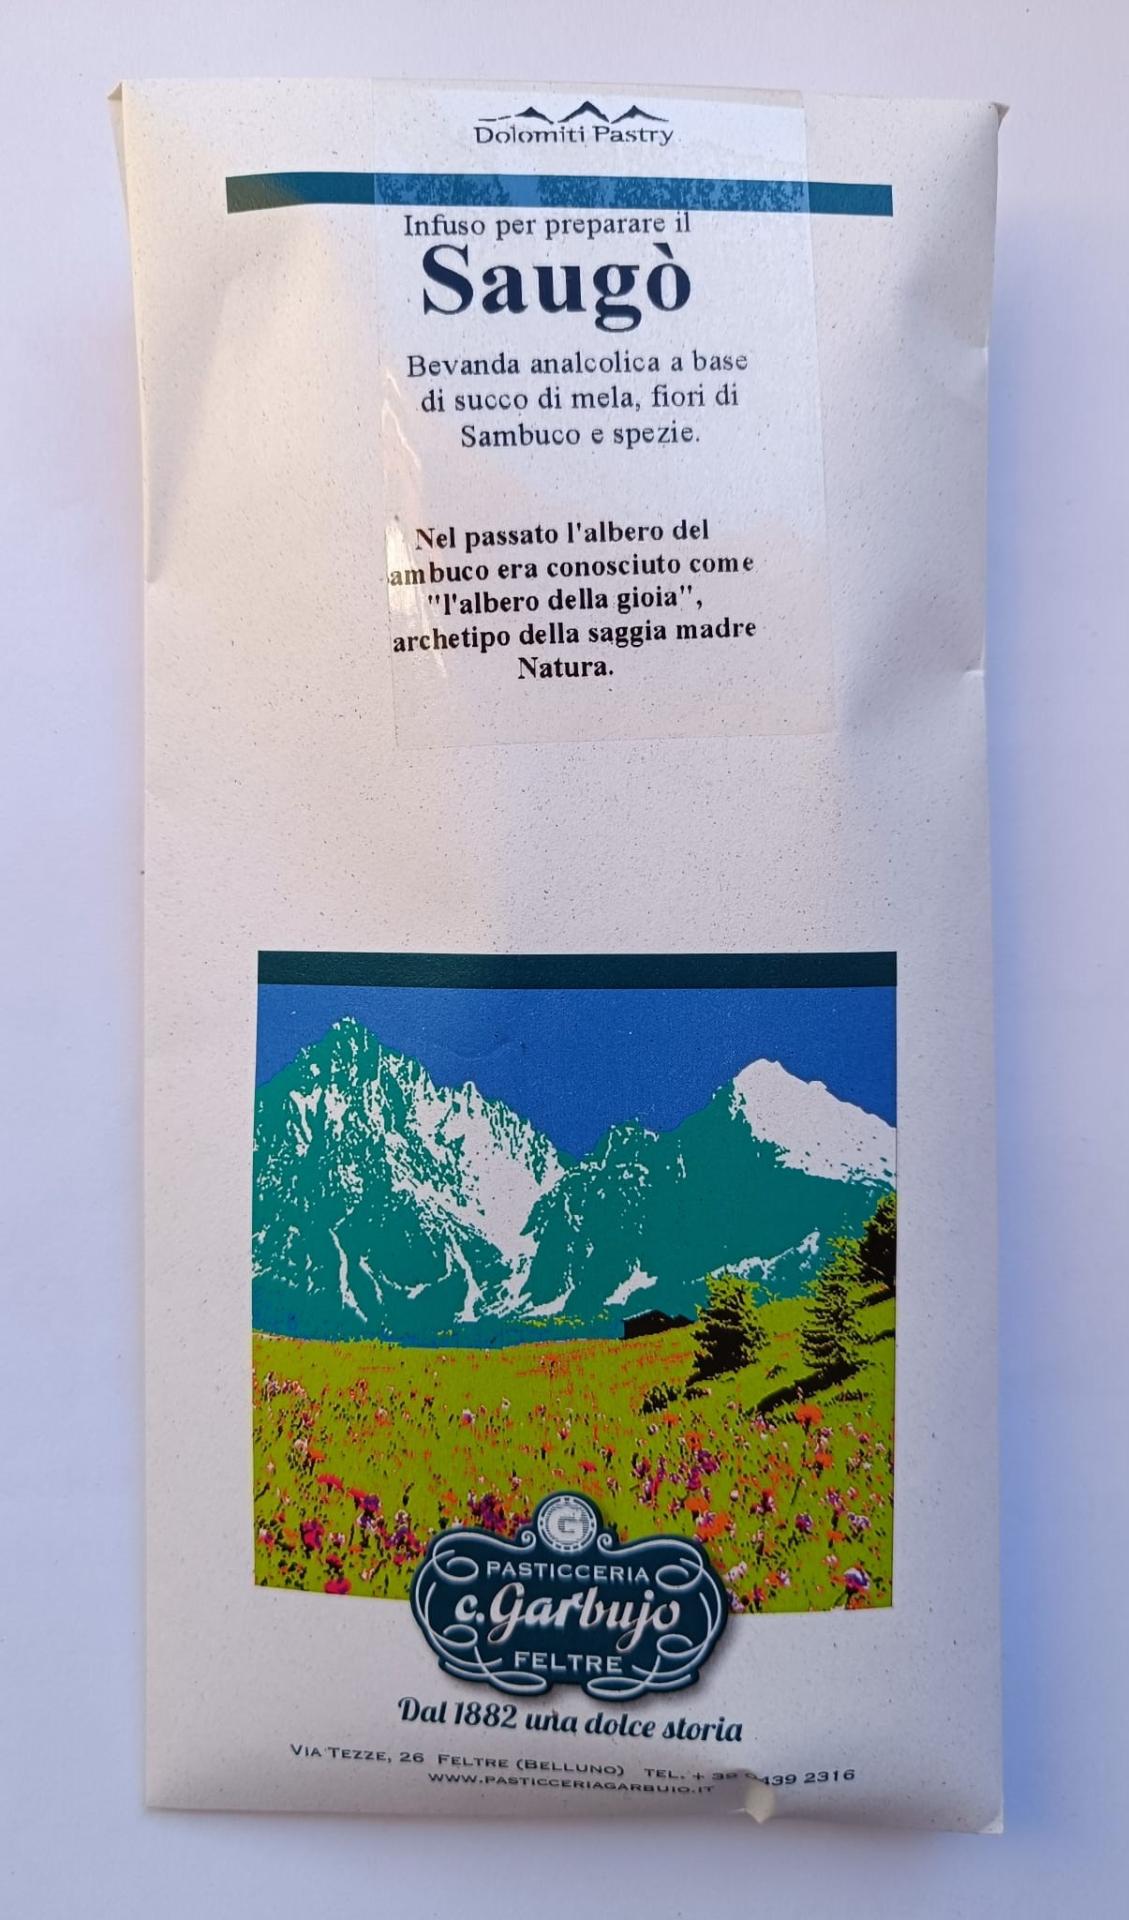 Dolomiti Pastry
Infuso per preparare il
Saugò
Bevanda analcolica a base
di succo di mela, fiori di
Sambuco e spezie.
Nel passato l'albero del
ambuco era conosciuto come
"l'albero della gioia",
archetipo della saggia madre
Natura.
G
PASTICCERIA
c.Garbujo
FELTRE
Dal 1882 una dolce storia
VIA TEZZE, 26 FELTRE (BELLUNO) TEL. + 39 0439 2316
WWW.PASTICCERIAGARBUIO.IT